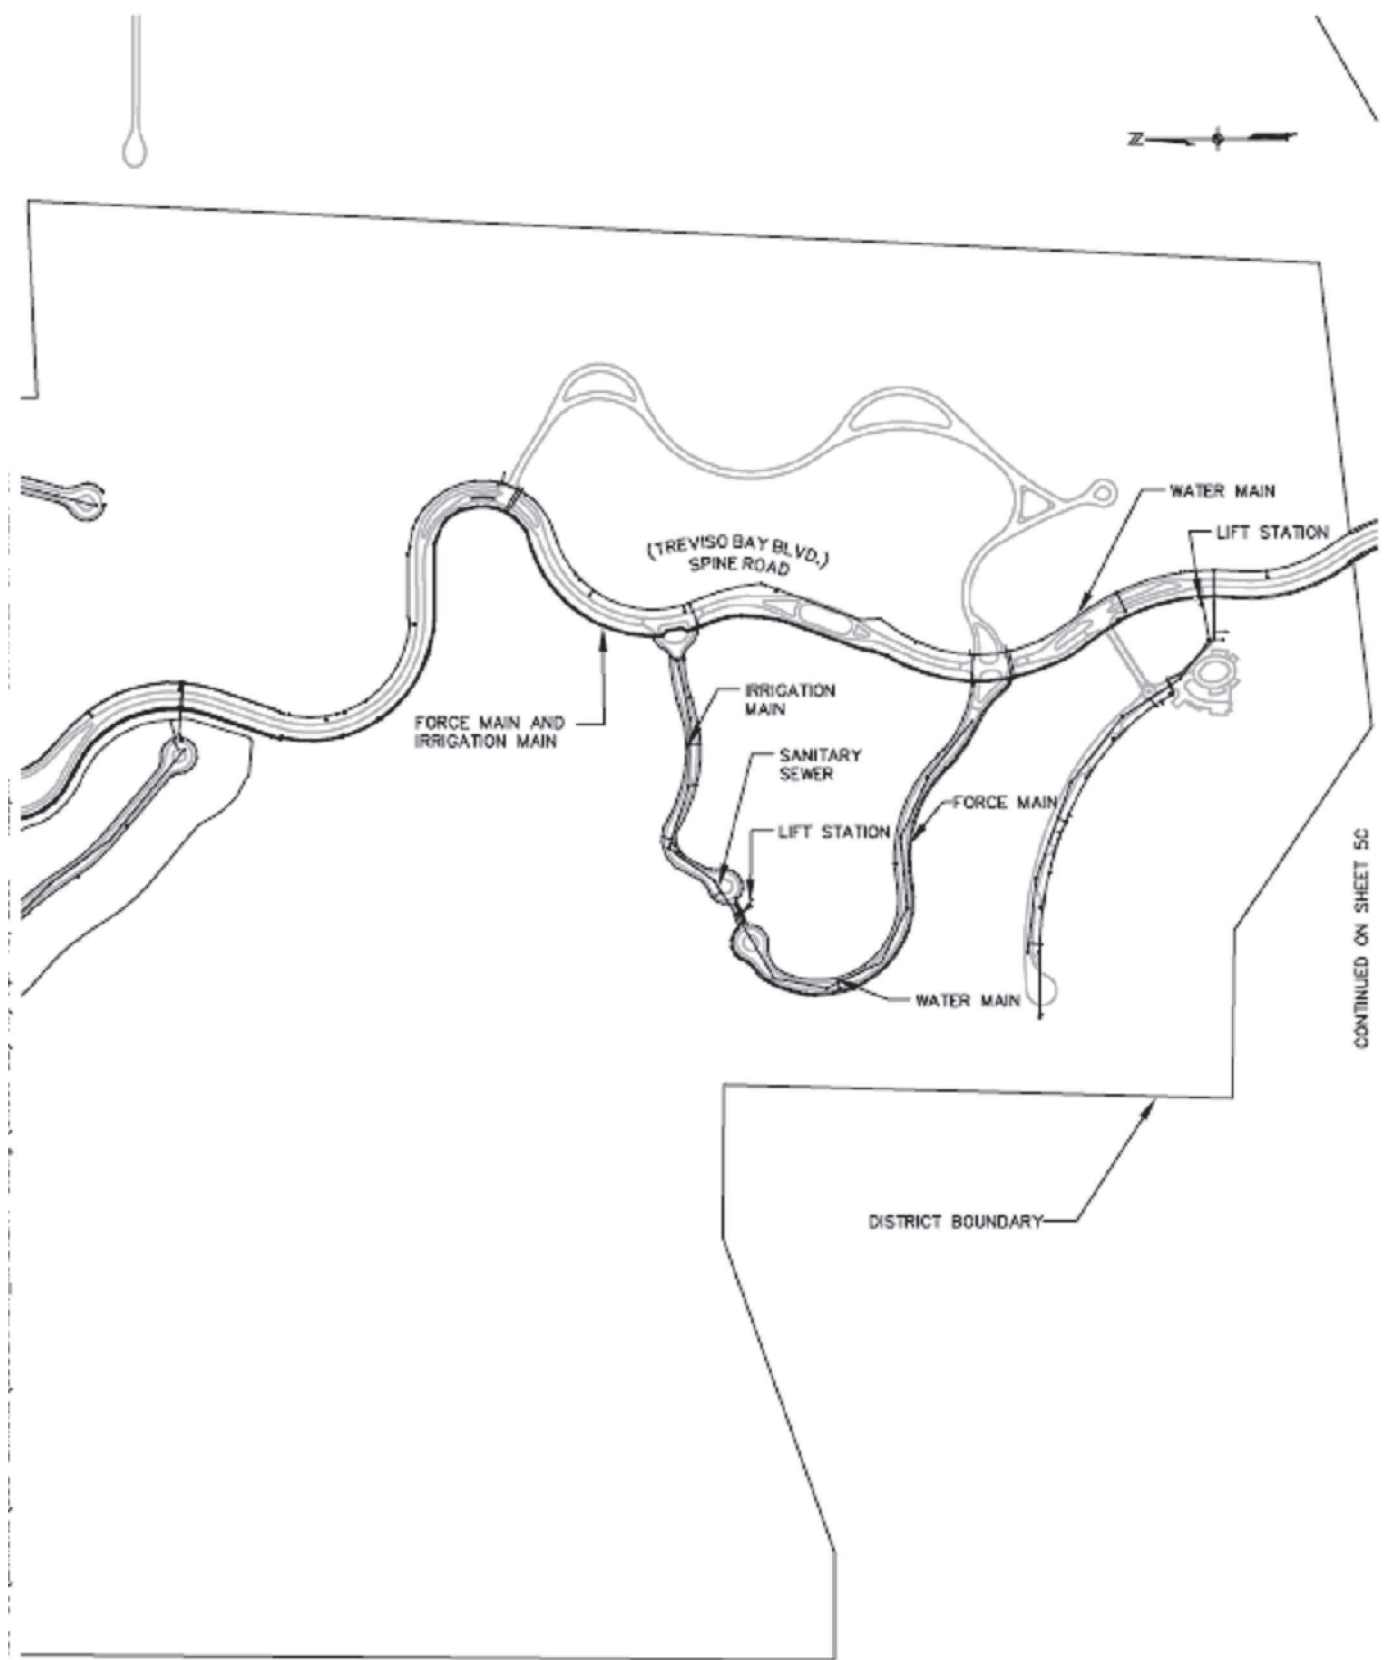 N
WATER MAIN
LIFT STATION
(TREVISO BAY BLVD.)
SPINE ROAD
IRRIGATION
MAIN
FORCE MAIN AND
IRRIGATION MAIN
SANITARY
SEWER
FORCE MAIN
LIFT STATION
CONTINUED ON SHEET 5C
WATER MAIN
DISTRICT BOUNDARY